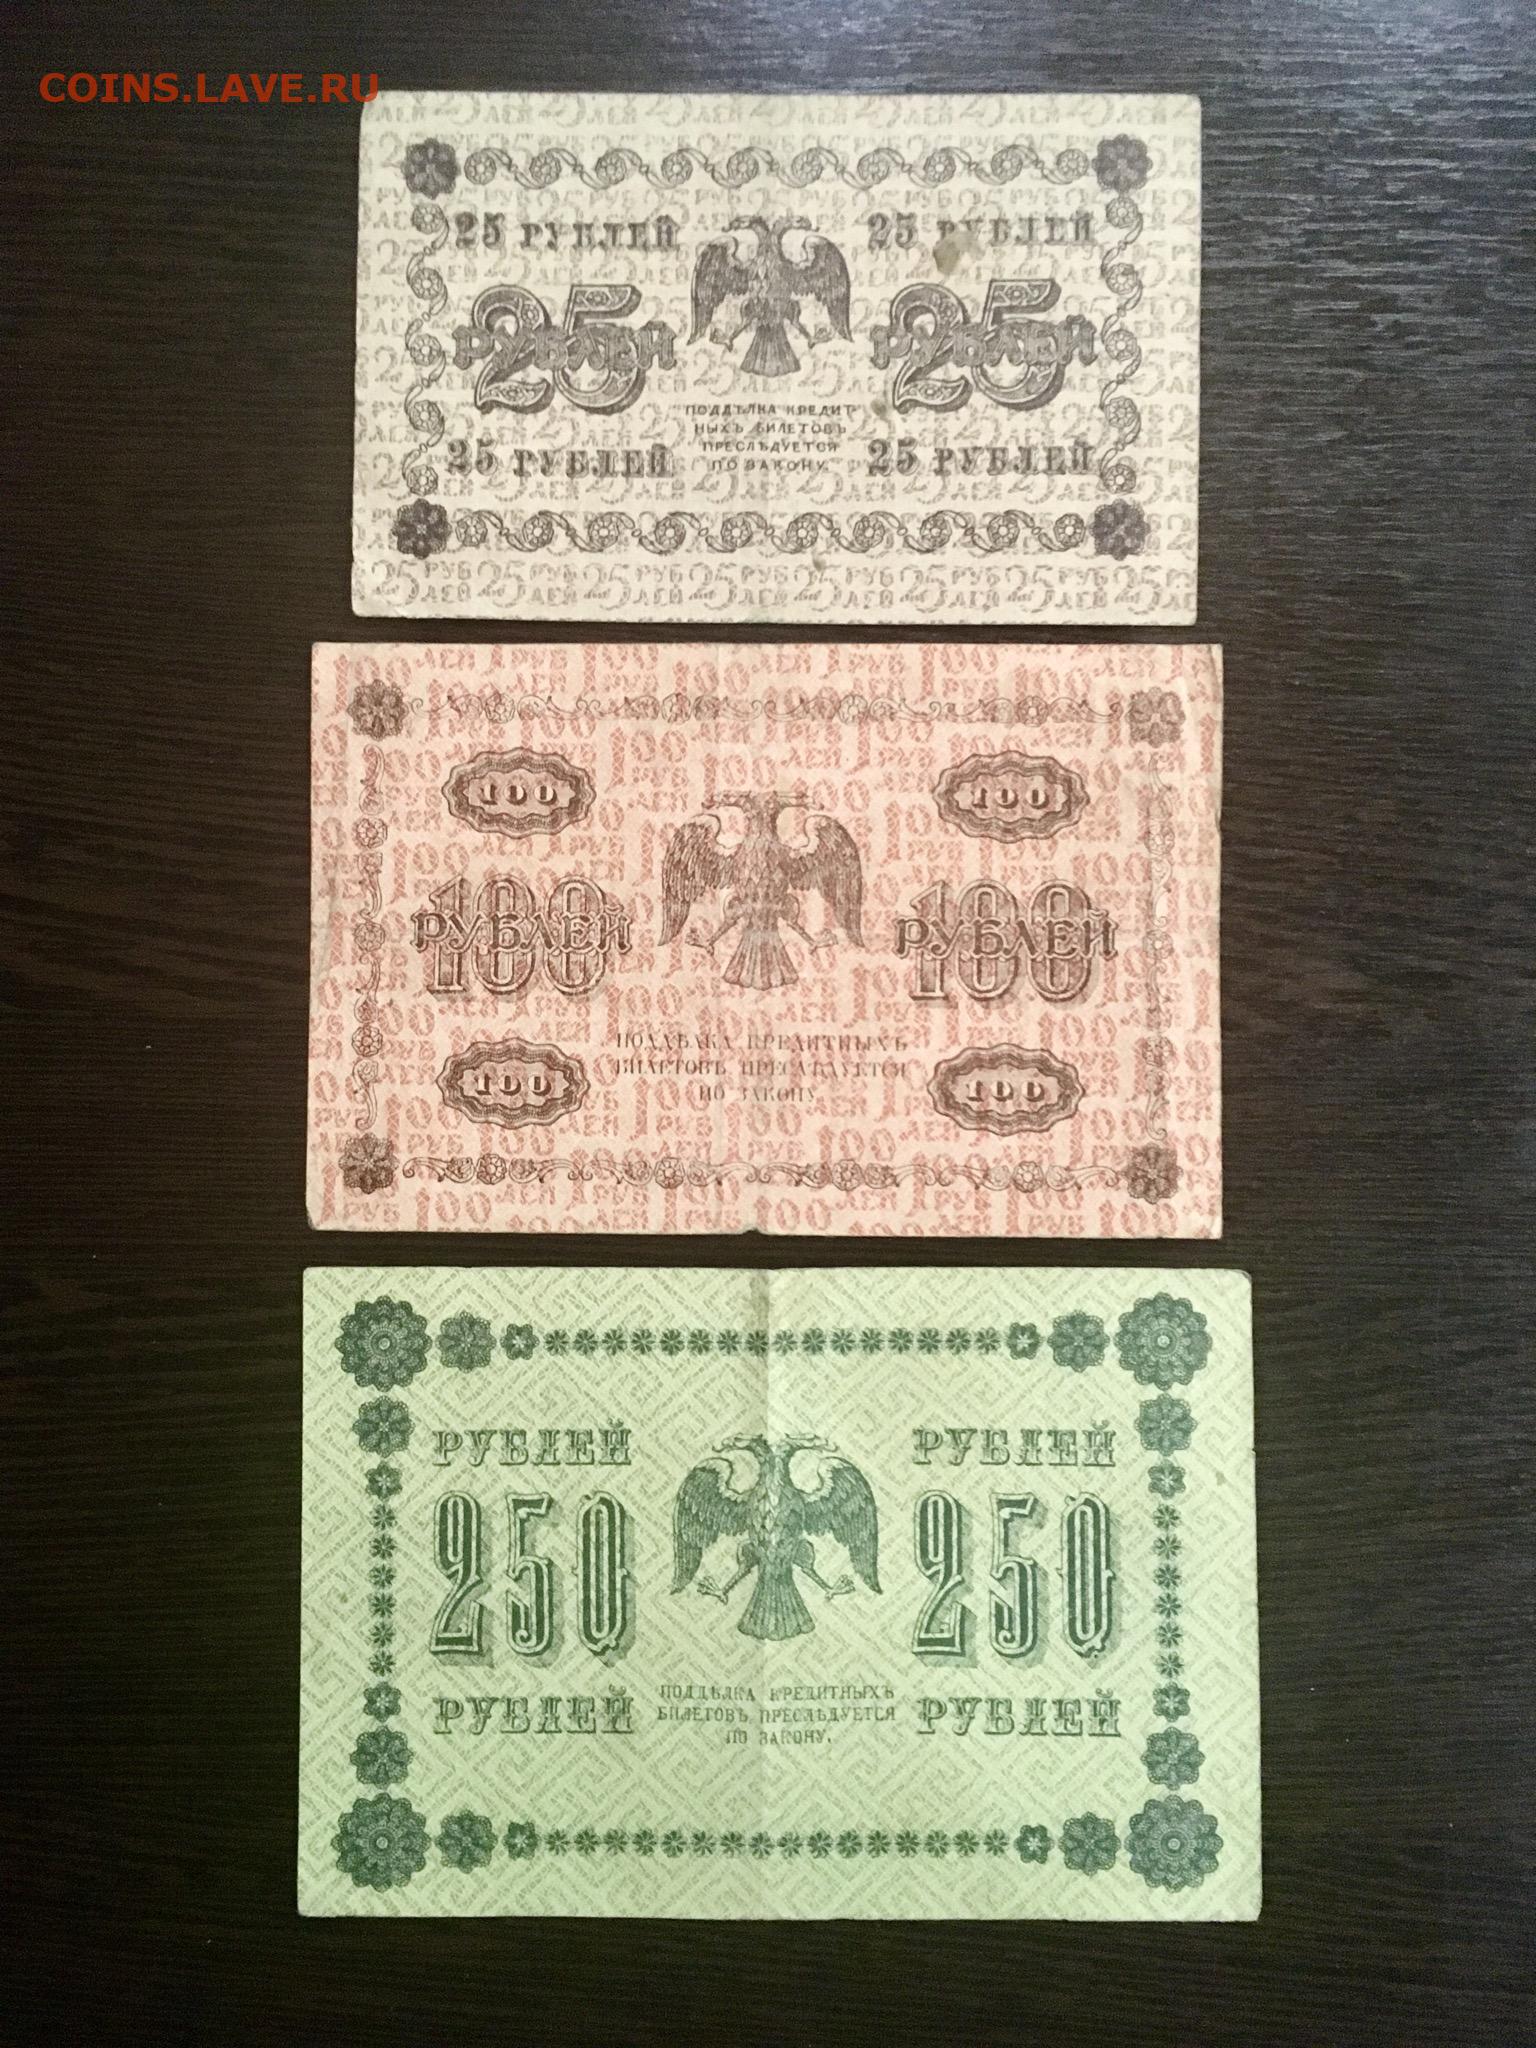 COINS.LAVE.RU
25 РУБЛЕЙ 25 РУБЛЕЙ
25 РУБЛЕЙ 25 РУБЛЕЙ
ПОДДѢЛКА КРЕДИТ
НЫХЪ БИЛЕТОВЪ
ПРЕСЛѢДУЕТСЯ
ПО ЗАКОНУ.
25 РУБЛЕЙ 25 РУБЛЕЙ
100 100
100 РУБЛЕЙ 100 РУБЛЕЙ
ПОДДѢЛКА КРЕДИТНЫХЪ
БИЛЕТОВЪ ПРЕСЛѢДУЕТСЯ
ПО ЗАКОНУ
100 100
РУБЛЕЙ РУБЛЕЙ
250 250
ПОДДѢЛКА КРЕДИТНЫХЪ
БИЛЕТОВЪ ПРЕСЛѢДУЕТСЯ
ПО ЗАКОНУ.
РУБЛЕЙ РУБЛЕЙ